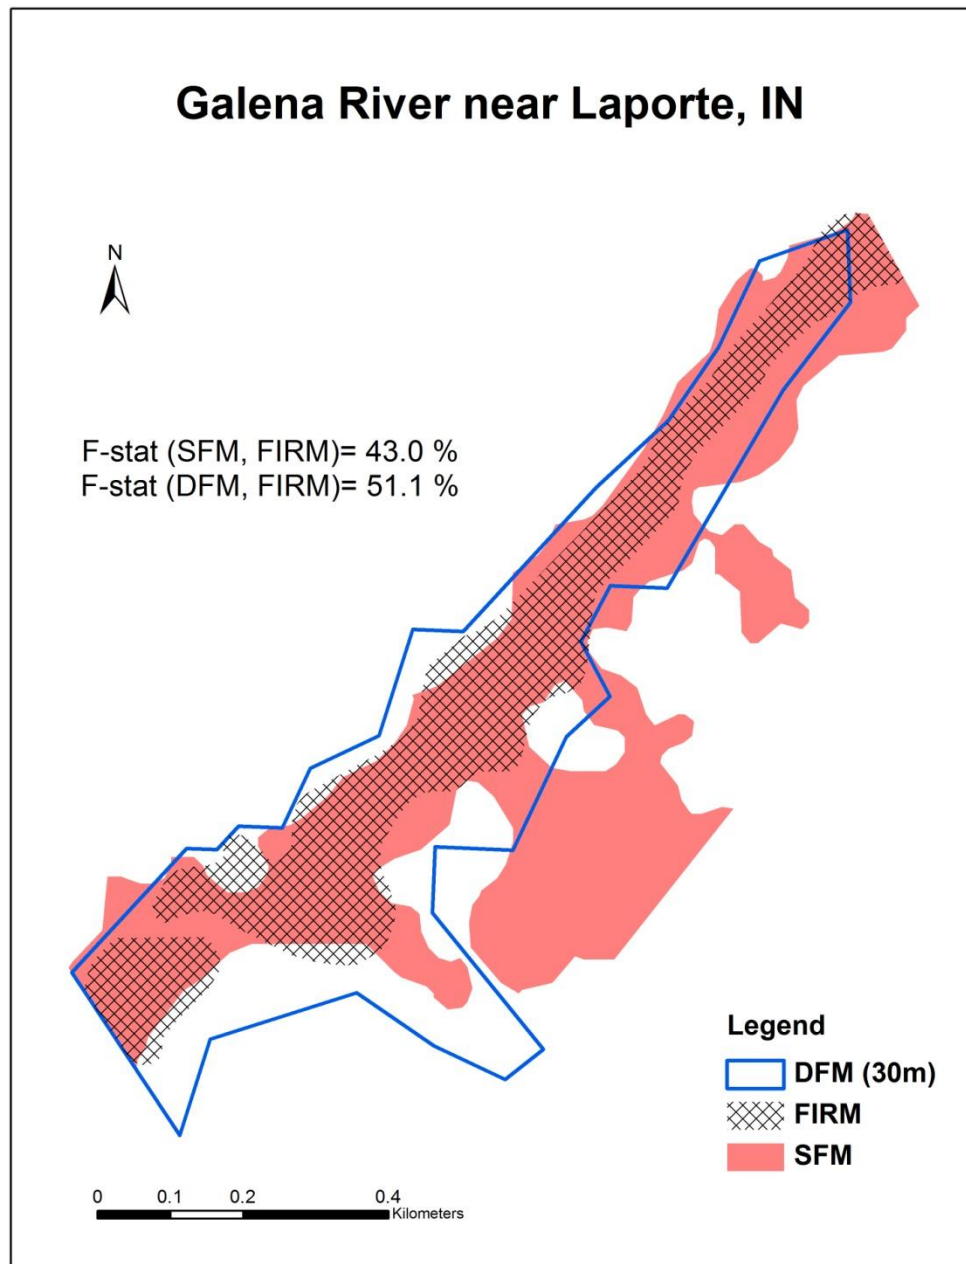 Galena River near Laporte, IN
N
F-stat (SFM, FIRM)= 43.0 %
F-stat (DFM, FIRM)= 51.1 %
Legend
DFM (30m)
FIRM
SFM
0 0.1 0.2 0.4
Kilometers